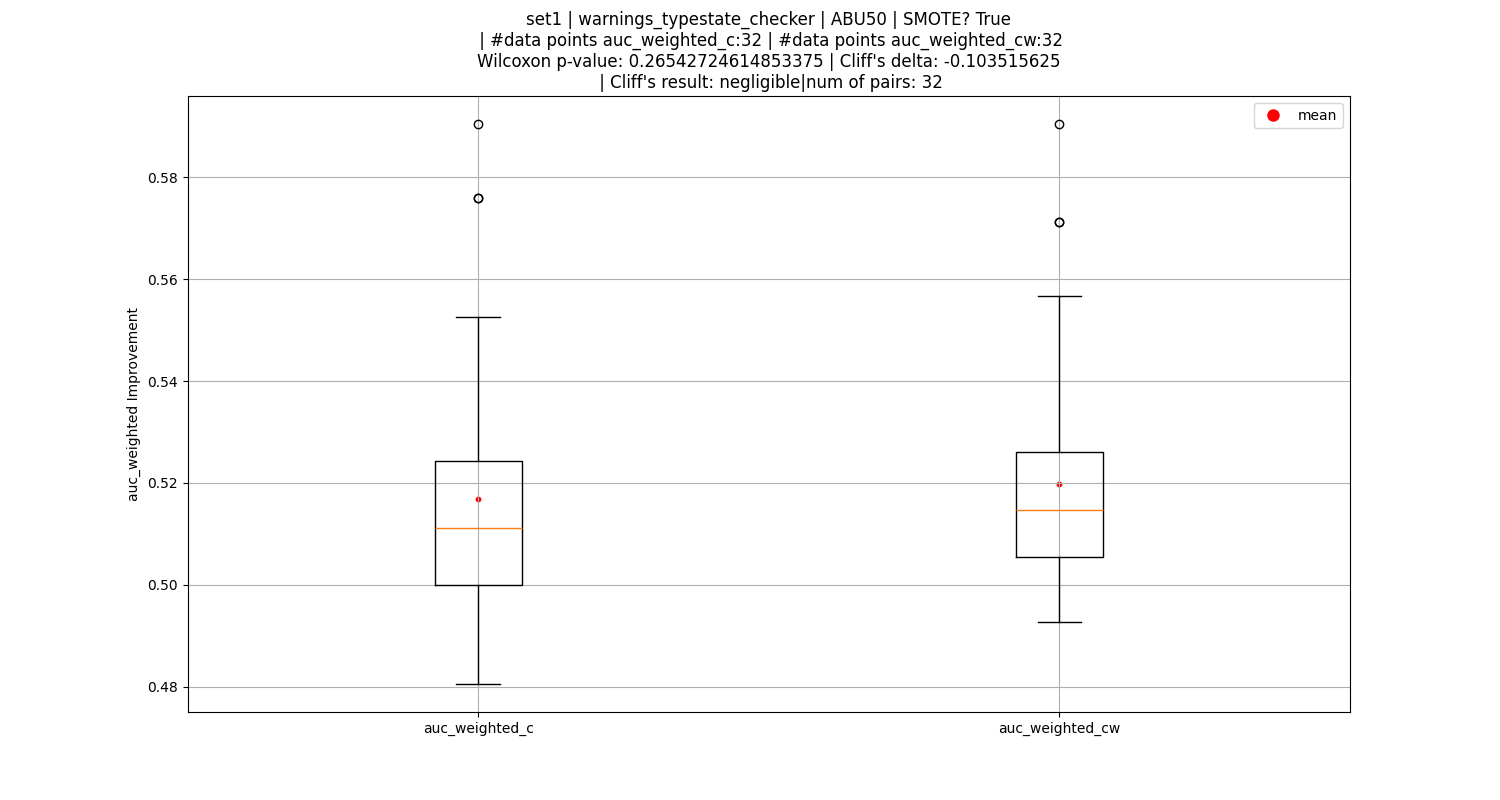 set1 | warnings_typestate_checker | ABU50 | SMOTE? True
| #data points auc_weighted_c:32 | #data points auc_weighted_cw:32
Wilcoxon p-value: 0.26542724614853375 | Cliff's delta: -0.103515625
| Cliff's result: negligible|num of pairs: 32
mean
0.58
0.56
0.54
0.52
0.50
0.48
auc_weighted Improvement
auc_weighted_c
auc_weighted_cw